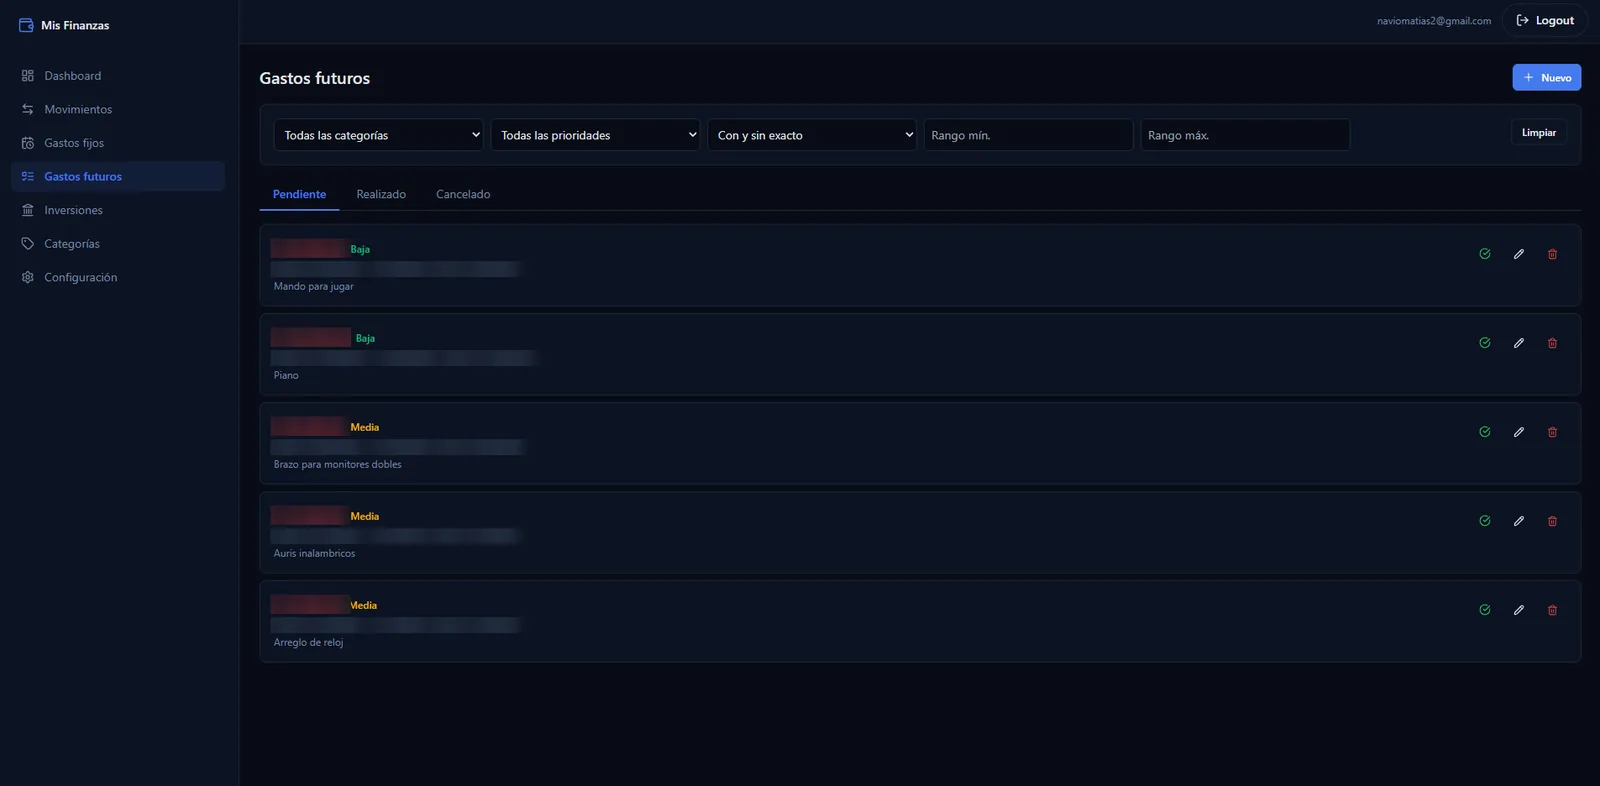 Mis Finanzas
naviomatias2@gmail.com
Logout
Dashboard
Movimientos
Gastos fijos
Gastos futuros
Inversiones
Categorías
Configuración
Gastos futuros
Nuevo
Todas las categorías
Todas las prioridades
Con y sin exacto
Rango mín.
Rango máx.
Limpiar
Pendiente
Realizado
Cancelado
Baja
Mando para jugar
Baja
Piano
Media
Brazo para monitores dobles
Media
Auris inalambricos
Media
Arreglo de reloj